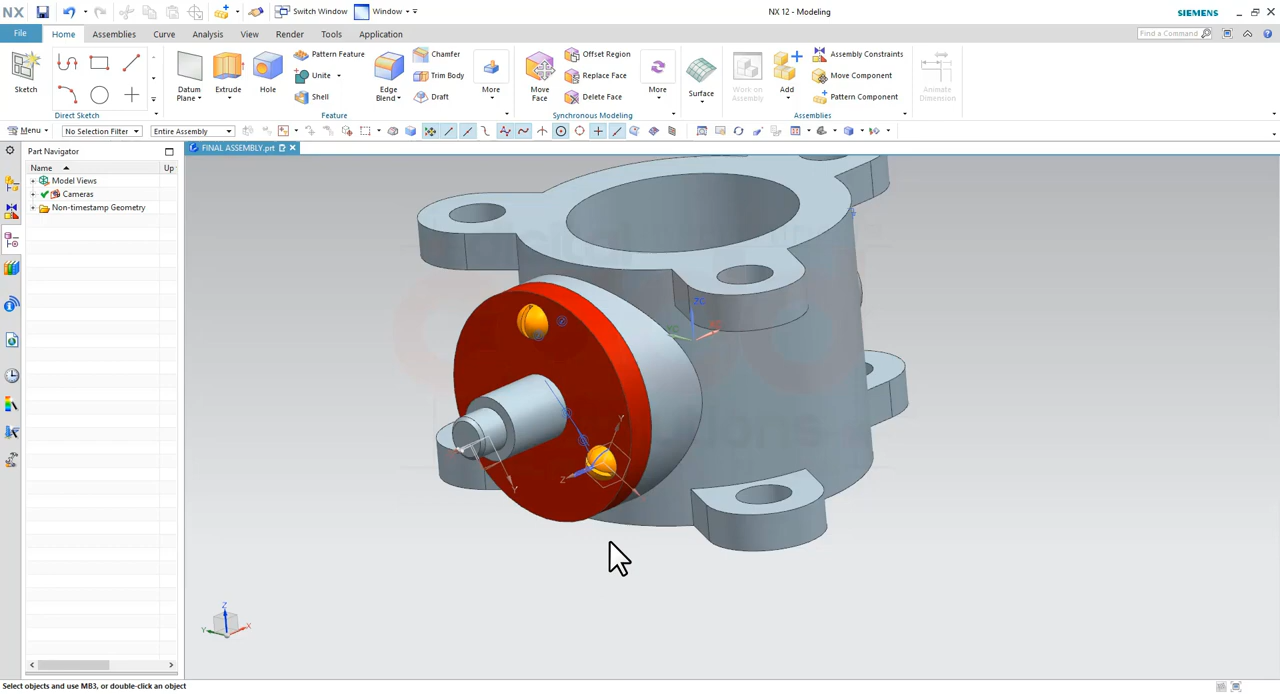 NX
Switch Window
Window
NX 12 - Modeling
SIEMENS
File
Home
Assemblies
Curve
Analysis
View
Render
Tools
Application
Find a Command
Sketch
Direct Sketch
Datum
Plane
Extrude
Hole
Pattern Feature
Unite
Shell
Edge
Blend
Chamfer
Trim Body
Draft
More
Feature
Move
Face
Offset Region
Replace Face
Delete Face
More
Synchronous Modeling
Surface
Work on
Assembly
Add
Assembly Constraints
Move Component
Pattern Component
Assemblies
Animate
Dimension
Menu
No Selection Filter
Entire Assembly
Part Navigator
FINAL ASSEMBLY.prt
Name
Up
Model Views
Cameras
Non-timestamp Geometry
Y
Z
Y
Z
Y
X
Select objects and use MB3, or double-click an object